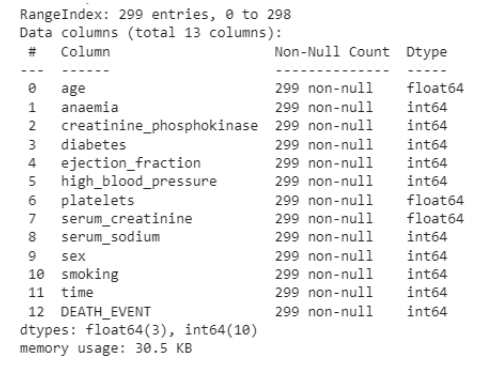 RangeIndex: 299 entries, 0 to 298
Data columns (total 13 columns):
 #   Column                    Non-Null Count  Dtype
---  ------                    --------------  -----
 0   age                       299 non-null    float64
 1   anaemia                   299 non-null    int64
 2   creatinine_phosphokinase  299 non-null    int64
 3   diabetes                  299 non-null    int64
 4   ejection_fraction         299 non-null    int64
 5   high_blood_pressure       299 non-null    int64
 6   platelets                 299 non-null    float64
 7   serum_creatinine          299 non-null    float64
 8   serum_sodium              299 non-null    int64
 9   sex                       299 non-null    int64
 10  smoking                   299 non-null    int64
 11  time                      299 non-null    int64
 12  DEATH_EVENT               299 non-null    int64
dtypes: float64(3), int64(10)
memory usage: 30.5 KB